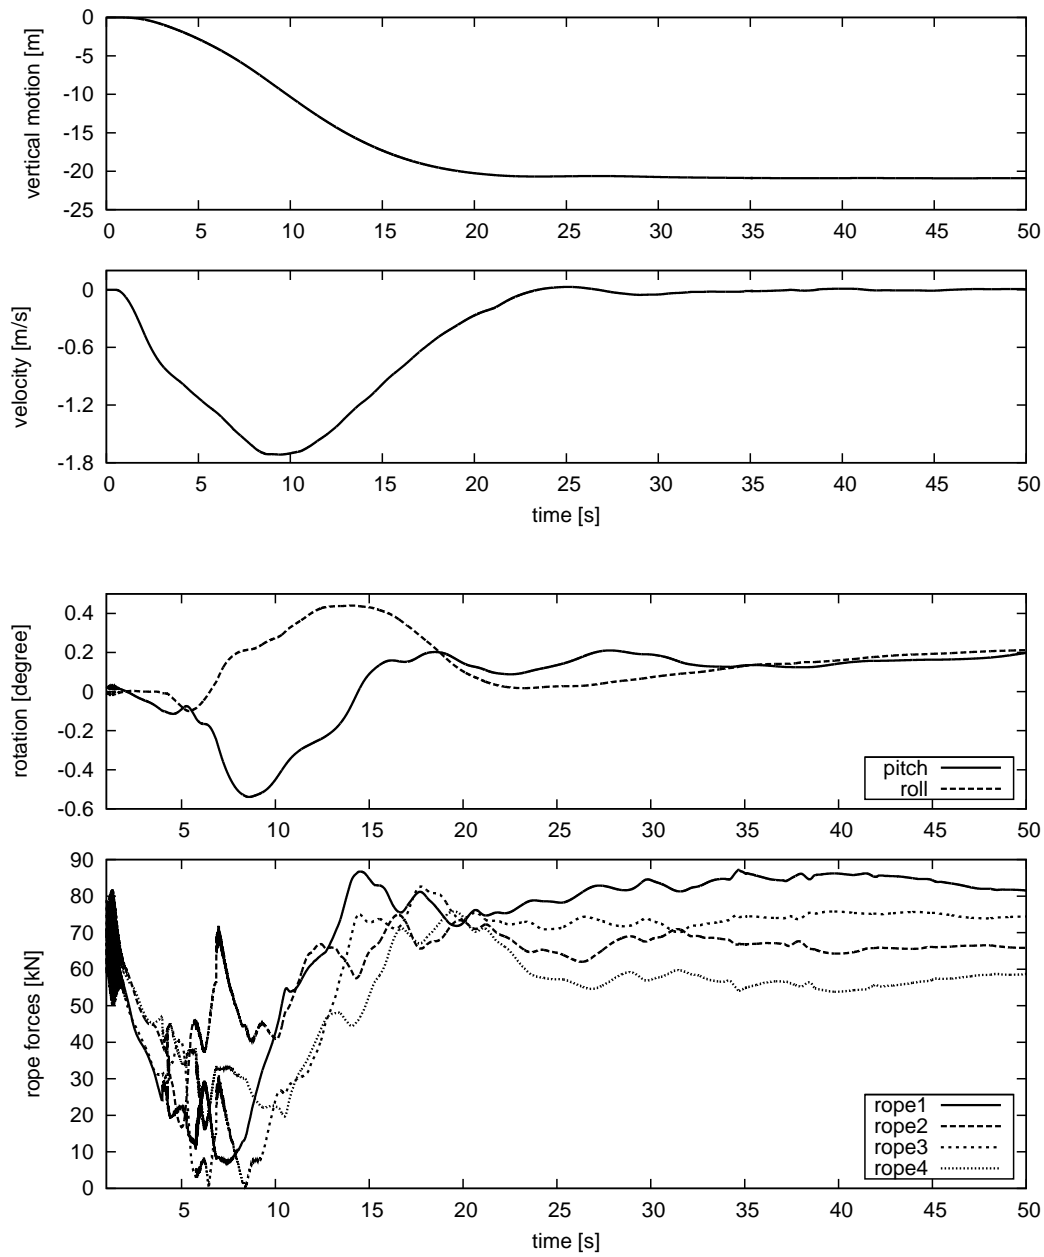 vertical motion [m]
0
-5
-10
-15
-20
-25
0 5 10 15 20 25 30 35 40 45 50
velocity [m/s]
0
-0.6
-1.2
-1.8
0 5 10 15 20 25 30 35 40 45 50
time [s]
rotation [degree]
0.4
0.2
0
-0.2
-0.4
-0.6
pitch
roll
5 10 15 20 25 30 35 40 45 50
rope forces [kN]
90
80
70
60
50
40
30
20
10
0
rope1
rope2
rope3
rope4
5 10 15 20 25 30 35 40 45 50
time [s]